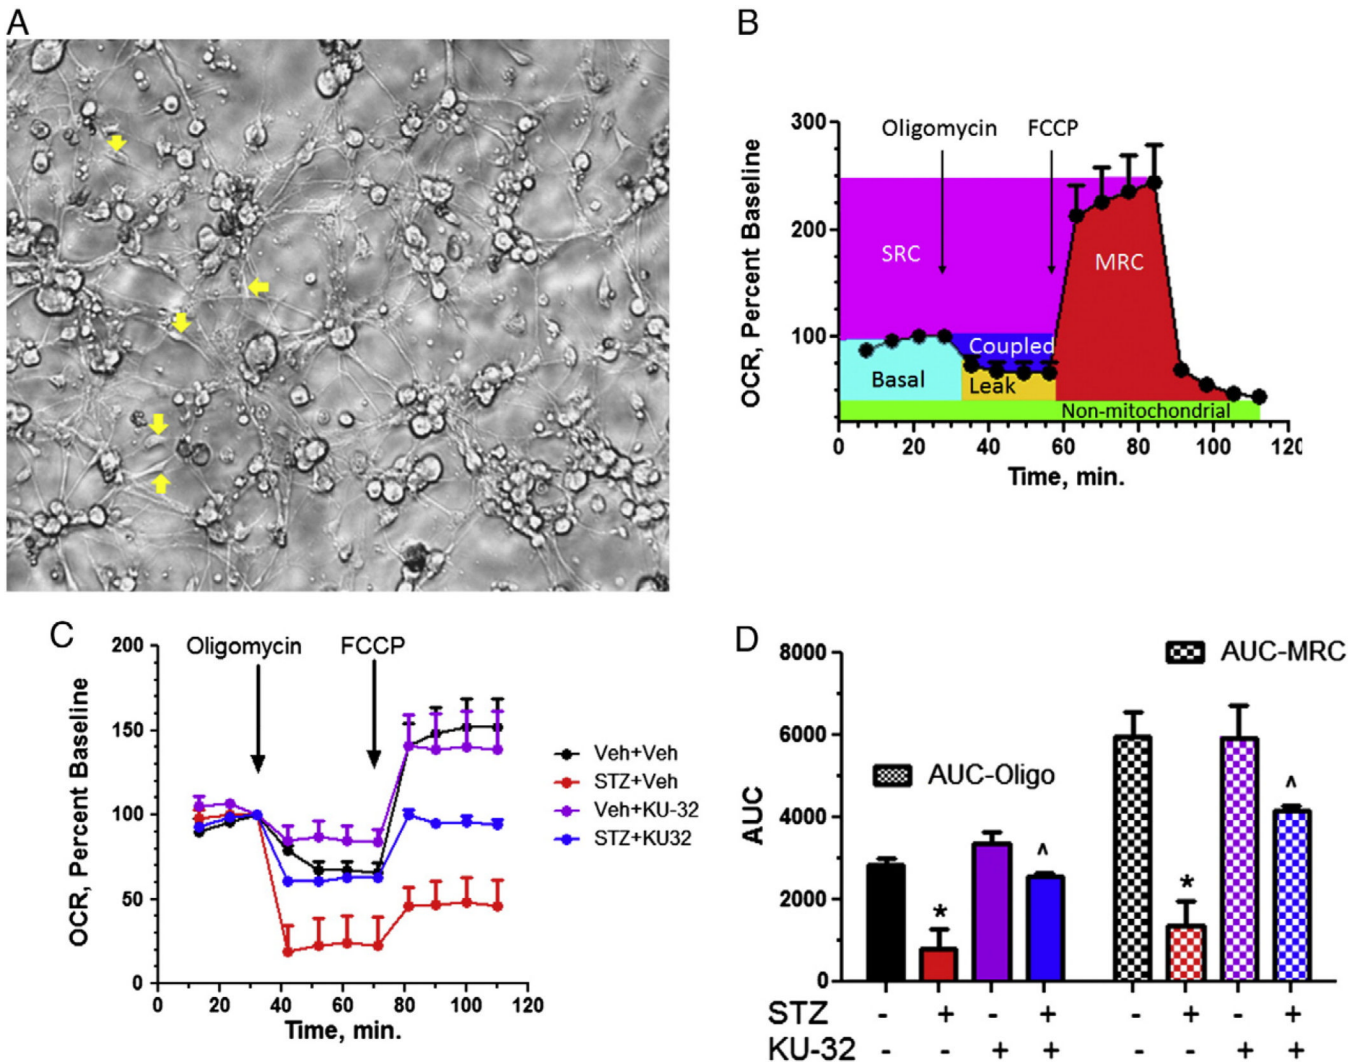 A
B
OCR, Percent Baseline
300
200
100
Oligomycin FCCP
SRC
MRC
Coupled
Basal
Leak
Non-mitochondrial
0 20 40 60 80 100 120
Time, min.
C
OCR, Percent Baseline
200
150
100
50
0
Oligomycin FCCP
Veh+Veh
STZ+Veh
Veh+KU-32
STZ+KU32
0 20 40 60 80 100 120
Time, min.
D
AUC
8000
6000
4000
2000
0
AUC-MRC
AUC-Oligo
* ^ * ^
STZ - + - + - + - +
KU-32 - - + + - - + +